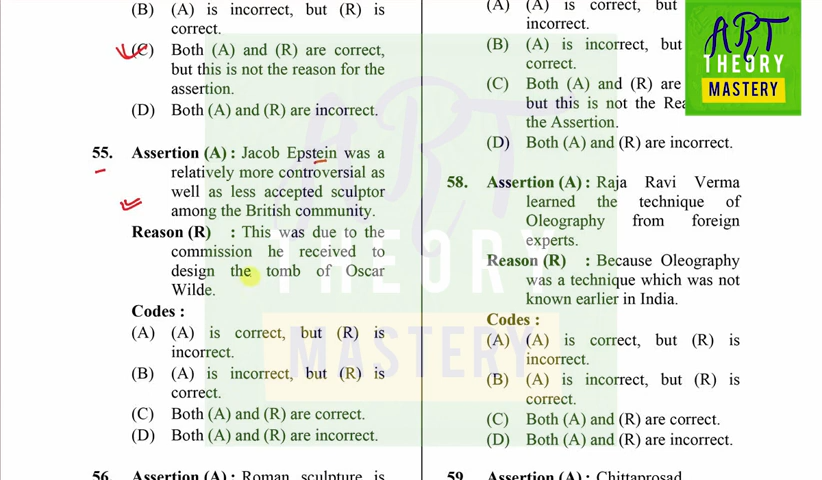 (B) (A) is incorrect, but (R) is
correct.
(C) Both (A) and (R) are correct,
but this is not the reason for the
assertion.
(D) Both (A) and (R) are incorrect.
55. Assertion (A) : Jacob Epstein was a
relatively more controversial as
well as less accepted sculptor
among the British community.
Reason (R) : This was due to the
commission he received to
design the tomb of Oscar
Wilde.
Codes :
(A) (A) is correct, but (R) is
incorrect.
(B) (A) is incorrect, but (R) is
correct.
(C) Both (A) and (R) are correct.
(D) Both (A) and (R) are incorrect.
56. Assertion (A) : Roman sculpture is
(A) (A) is correct, but
incorrect.
(B) (A) is incorrect, but
correct.
(C) Both (A) and (R) are
but this is not the
the Assertion.
(D) Both (A) and (R) are incorrect.
58. Assertion (A) : Raja Ravi Verma
learned the technique of
Oleography from foreign
experts.
Reason (R) : Because Oleography
was a technique which was not
known earlier in India.
Codes :
(A) (A) is correct, but (R) is
incorrect.
(B) (A) is incorrect, but (R) is
correct.
(C) Both (A) and (R) are correct.
(D) Both (A) and (R) are incorrect.
59. Assertion (A) : Chittaprosad
ART
THEORY
MASTERY
ART
THEORY
MASTERY